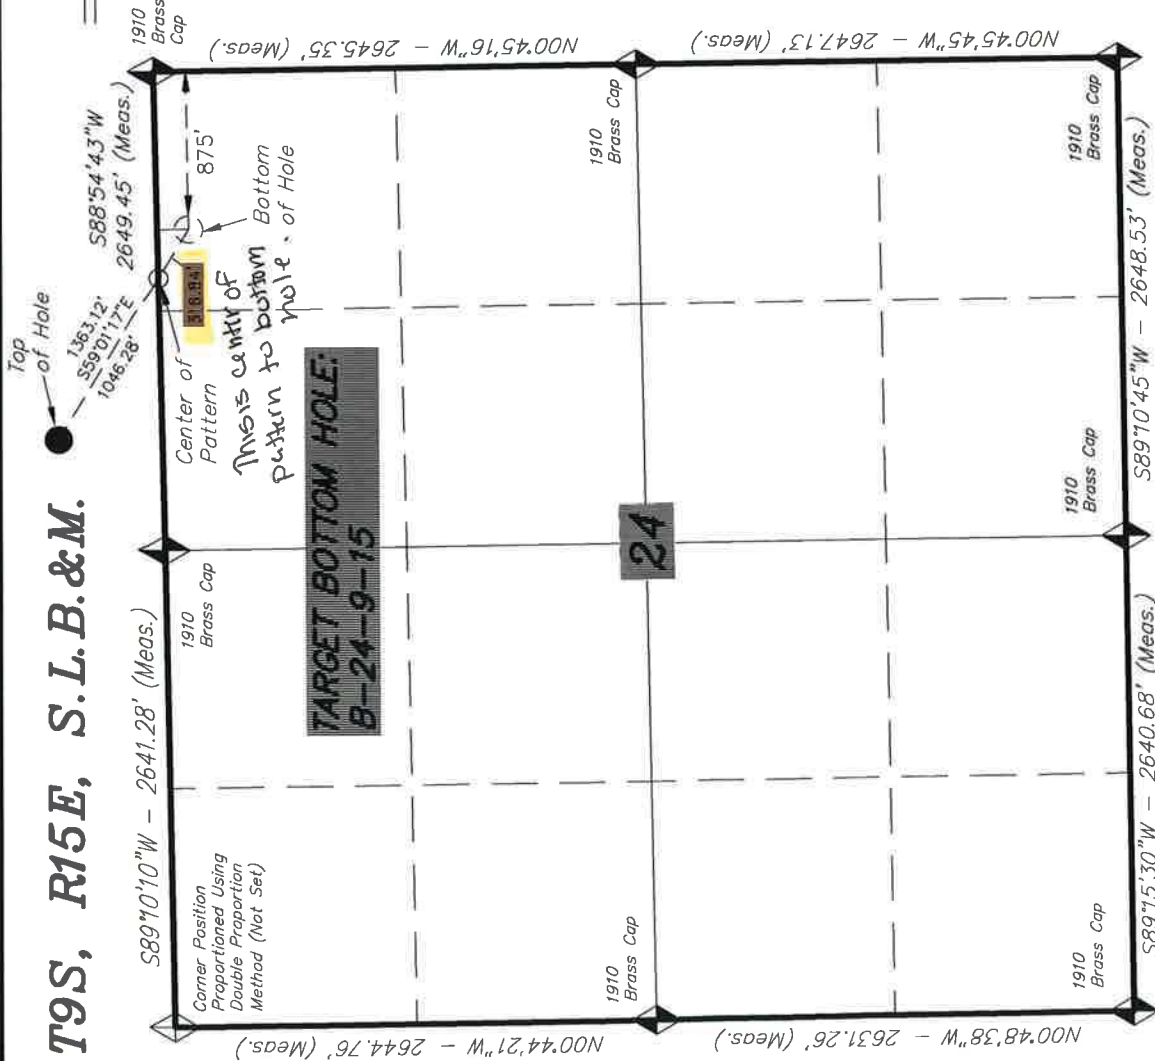 T9S, R15E, S.L.B.&M.
Top
of Hole
1910
Brass
Cap
S89°10'10"W – 2641.28' (Meas.)
S88°54'43"W
2649.45' (Meas.)
1363.12'
S59°01'17"E
1046.28'
Corner Position
Proportioned Using
Double Proportion
Method (Not Set)
1910
Brass Cap
Center of
Pattern
316.84'
875'
Bottom
of Hole
This is center of
pattern to bottom
hole.
TARGET BOTTOM HOLE:
B-24-9-15
N00°44'21"W – 2644.76' (Meas.)
N00°45'16"W – 2645.35' (Meas.)
1910
Brass Cap
24
1910
Brass Cap
N00°48'38"W – 2631.26' (Meas.)
N00°45'45"W – 2647.13' (Meas.)
1910
Brass Cap
1910
Brass Cap
1910
Brass Cap
S89°15'30"W – 2640.68' (Meas.)
S89°10'45"W – 2648.53' (Meas.)